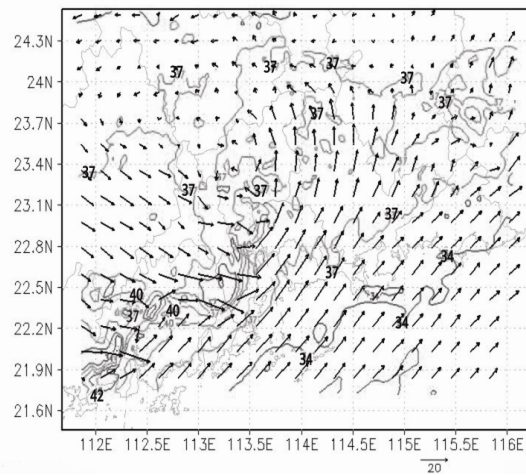 24.3N
37 37
24N 37 37
37 37
23.7N
23.4N
37 37 37
23.1N 37
22.8N 34
37
22.5N 40
37 40 34
22.2N
34
21.9N
42
21.6N
112E 112.5E 113E 113.5E 114E 114.5E 115E 115.5E 116E
20